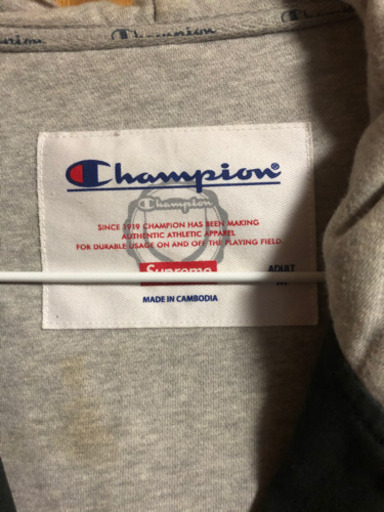 Champion
Champion®
Champion
SINCE 1919 CHAMPION HAS BEEN MAKING
AUTHENTIC ATHLETIC APPAREL
FOR DURABLE USAGE ON AND OFF THE PLAYING FIELD.
Supreme
ADULT
MADE IN CAMBODIA